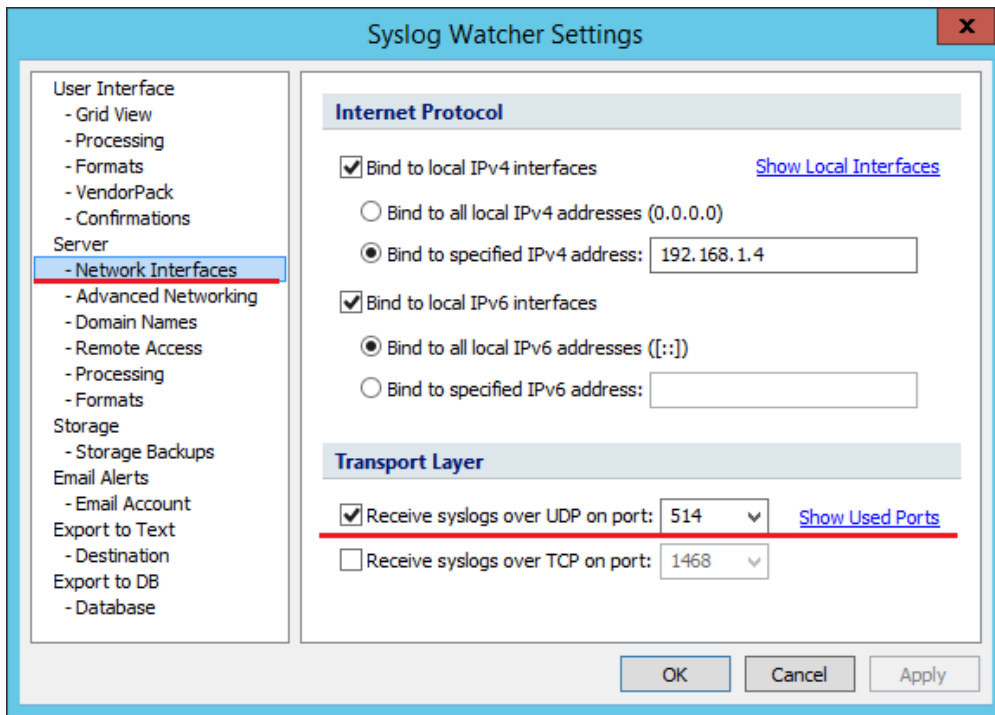 Syslog Watcher Settings
x
User Interface
- Grid View
- Processing
- Formats
- VendorPack
- Confirmations
Server
- Network Interfaces
- Advanced Networking
- Domain Names
- Remote Access
- Processing
- Formats
Storage
- Storage Backups
Email Alerts
- Email Account
Export to Text
- Destination
Export to DB
- Database
Internet Protocol
Bind to local IPv4 interfaces Show Local Interfaces
Bind to all local IPv4 addresses (0.0.0.0)
Bind to specified IPv4 address: 192.168.1.4
Bind to local IPv6 interfaces
Bind to all local IPv6 addresses ([::])
Bind to specified IPv6 address:
Transport Layer
Receive syslogs over UDP on port: 514 Show Used Ports
Receive syslogs over TCP on port: 1468
OK Cancel Apply